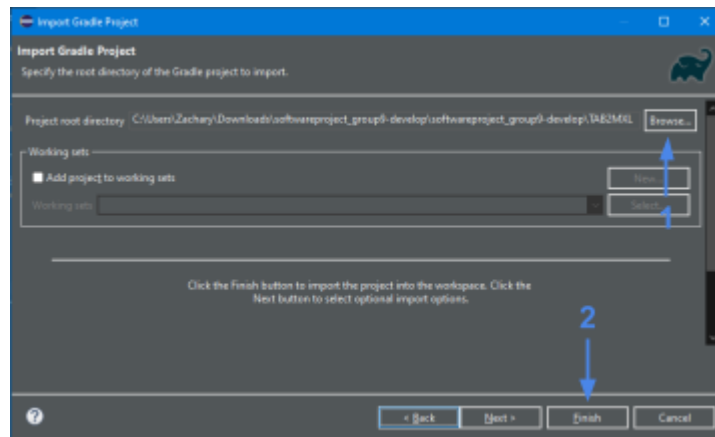 Import Gradle Project
Import Gradle Project
Specify the root directory of the Gradle project to import.
Project root directory C:\Users\Zachary\Downloads\softwareproject_group9-develop\softwareproject_group9-develop\TAB2MXL Browse...
Working sets
Add project to working sets New...
Working sets Select...
1
Click the Finish button to import the project into the workspace. Click the
Next button to select optional import options.
2
? < Back Next > Finish Cancel